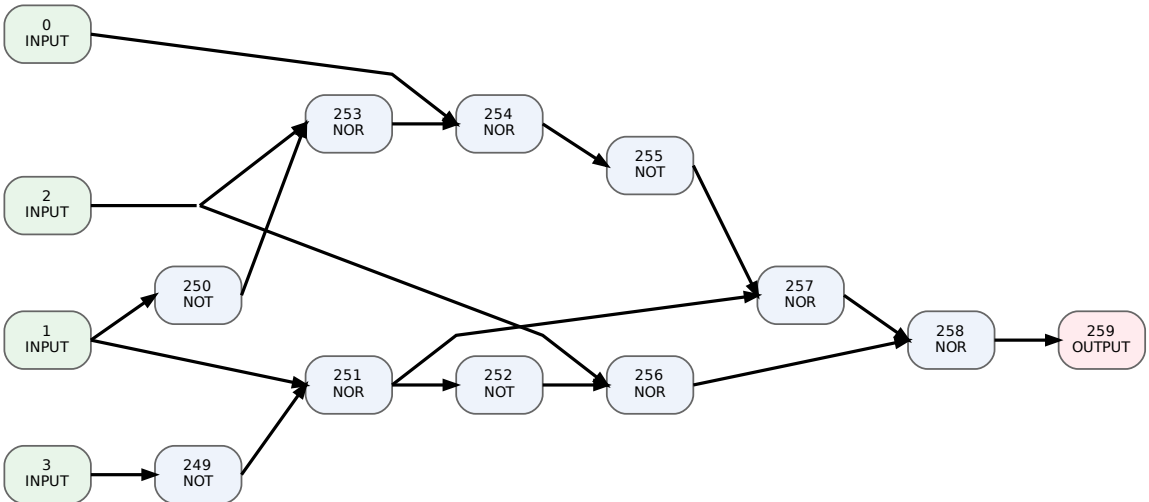 0
INPUT
253
NOR
254
NOR
255
NOT
2
INPUT
250
NOT
257
NOR
1
INPUT
258
NOR
259
OUTPUT
251
NOR
252
NOT
256
NOR
3
INPUT
249
NOT